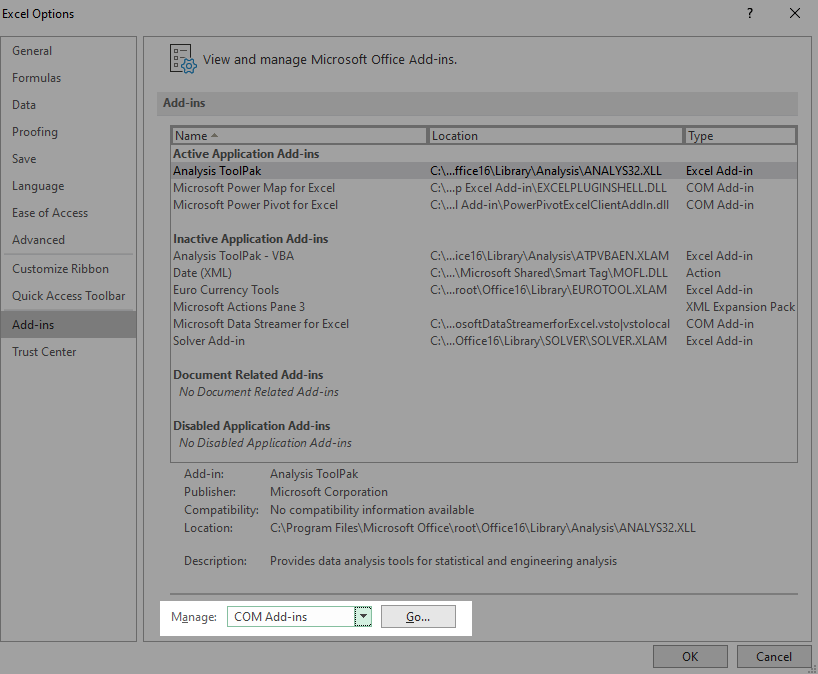 Excel Options ?
General
Formulas
Data
Proofing
Save
Language
Ease of Access
Advanced
Customize Ribbon
Quick Access Toolbar
Add-ins
Trust Center
View and manage Microsoft Office Add-ins.
Add-ins
Name Location Type
Active Application Add-ins
Analysis ToolPak C:\...ffice16\Library\Analysis\ANALYS32.XLL Excel Add-in
Microsoft Power Map for Excel C:\...p Excel Add-in\EXCELPLUGINSHELL.DLL COM Add-in
Microsoft Power Pivot for Excel C:\...l Add-in\PowerPivotExcelClientAddIn.dll COM Add-in
Inactive Application Add-ins
Analysis ToolPak - VBA C:\...ice16\Library\Analysis\ATPVBAEN.XLAM Excel Add-in
Date (XML) C:\...\Microsoft Shared\Smart Tag\MOFL.DLL Action
Euro Currency Tools C:\...root\Office16\Library\EUROTOOL.XLAM Excel Add-in
Microsoft Actions Pane 3 XML Expansion Pack
Microsoft Data Streamer for Excel C:\...osoftDataStreamerforExcel.vsto|vstolocal COM Add-in
Solver Add-in C:\...Office16\Library\SOLVER\SOLVER.XLAM Excel Add-in
Document Related Add-ins
No Document Related Add-ins
Disabled Application Add-ins
No Disabled Application Add-ins
Add-in: Analysis ToolPak
Publisher: Microsoft Corporation
Compatibility: No compatibility information available
Location: C:\Program Files\Microsoft Office\root\Office16\Library\Analysis\ANALYS32.XLL
Description: Provides data analysis tools for statistical and engineering analysis
Manage: COM Add-ins Go...
OK Cancel